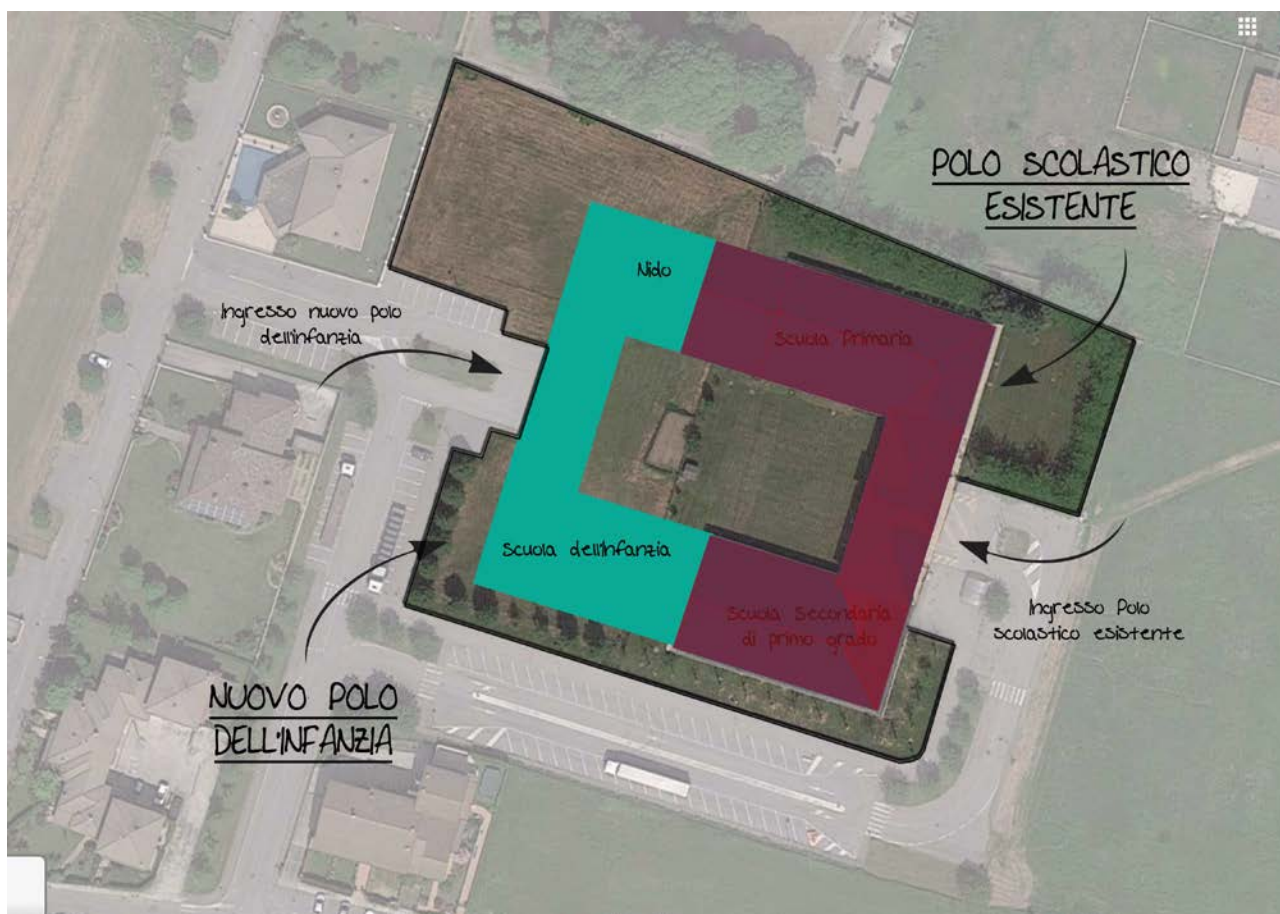 POLO SCOLASTICO
ESISTENTE
Nido
Ingresso nuovo polo
dell'infanzia
Scuola Primaria
Scuola dell'Infanzia
Scuola Secondaria
di primo grado
Ingresso Polo
scolastico esistente
NUOVO POLO
DELL'INFANZIA